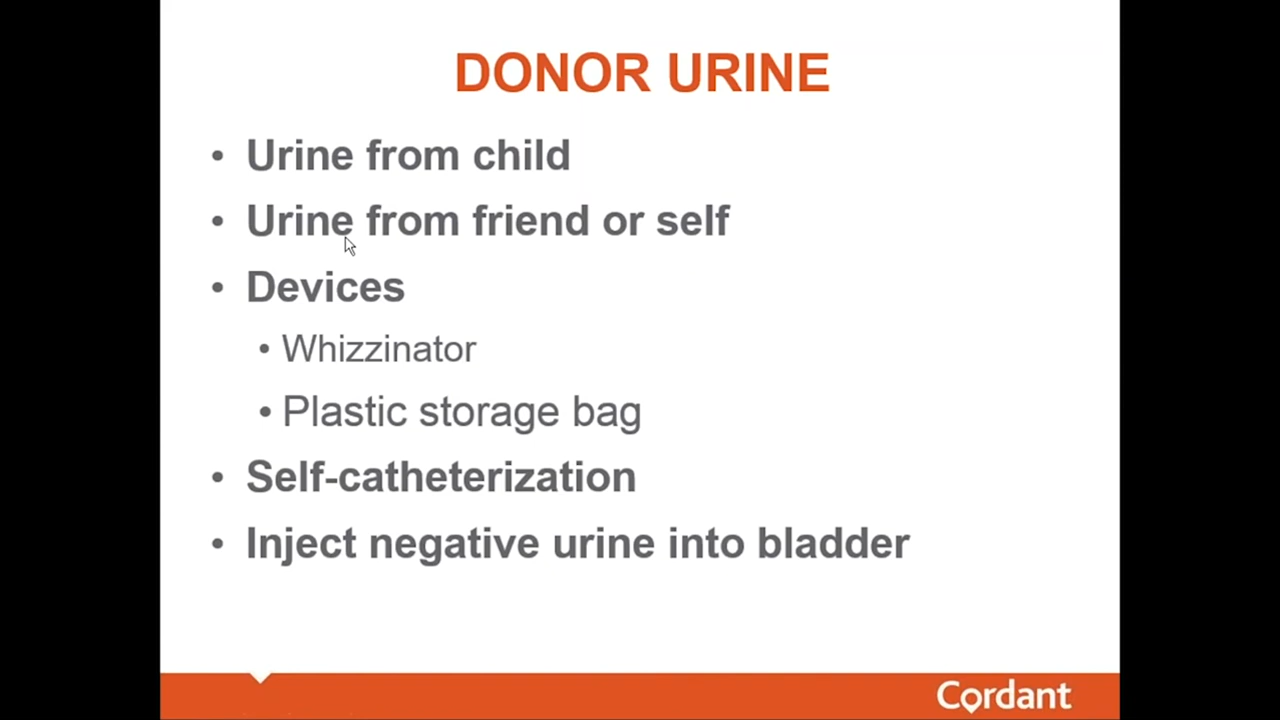 DONOR URINE
• Urine from child
• Urine from friend or self
• Devices
• Whizzinator
• Plastic storage bag
• Self-catheterization
• Inject negative urine into bladder
Cordant